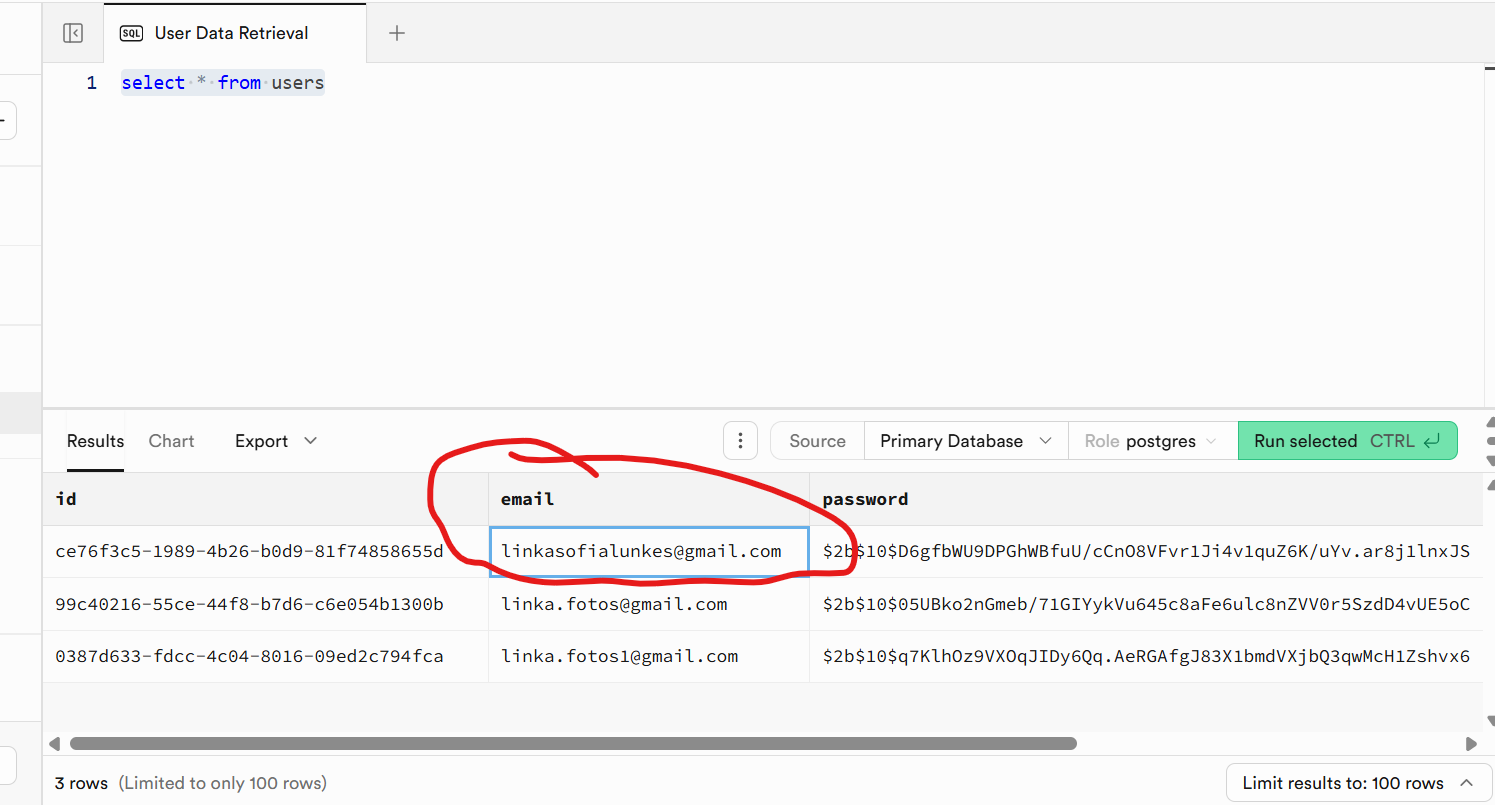 SQL User Data Retrieval
1 select * from users
Results Chart Export Source Primary Database Role postgres Run selected CTRL
id email password
ce76f3c5-1989-4b26-b0d9-81f74858655d linkasofialunkes@gmail.com $2b$10$D6gfbWU9DPGhWBfuU/cCnO8VFvr1Ji4v1quZ6K/uYv.ar8j1lnxJS
99c40216-55ce-44f8-b7d6-c6e054b1300b linka.fotos@gmail.com $2b$10$05UBko2nGmeb/71GIYykVu645c8aFe6ulc8nZVV0r5SzdD4vUE5oC
0387d633-fdcc-4c04-8016-09ed2c794fca linka.fotos1@gmail.com $2b$10$q7KlhOz9VXOqJIDy6Qq.AeRGAfgJ83X1bmdVXjbQ3qwMcH1Zshvx6
3 rows (Limited to only 100 rows) Limit results to: 100 rows